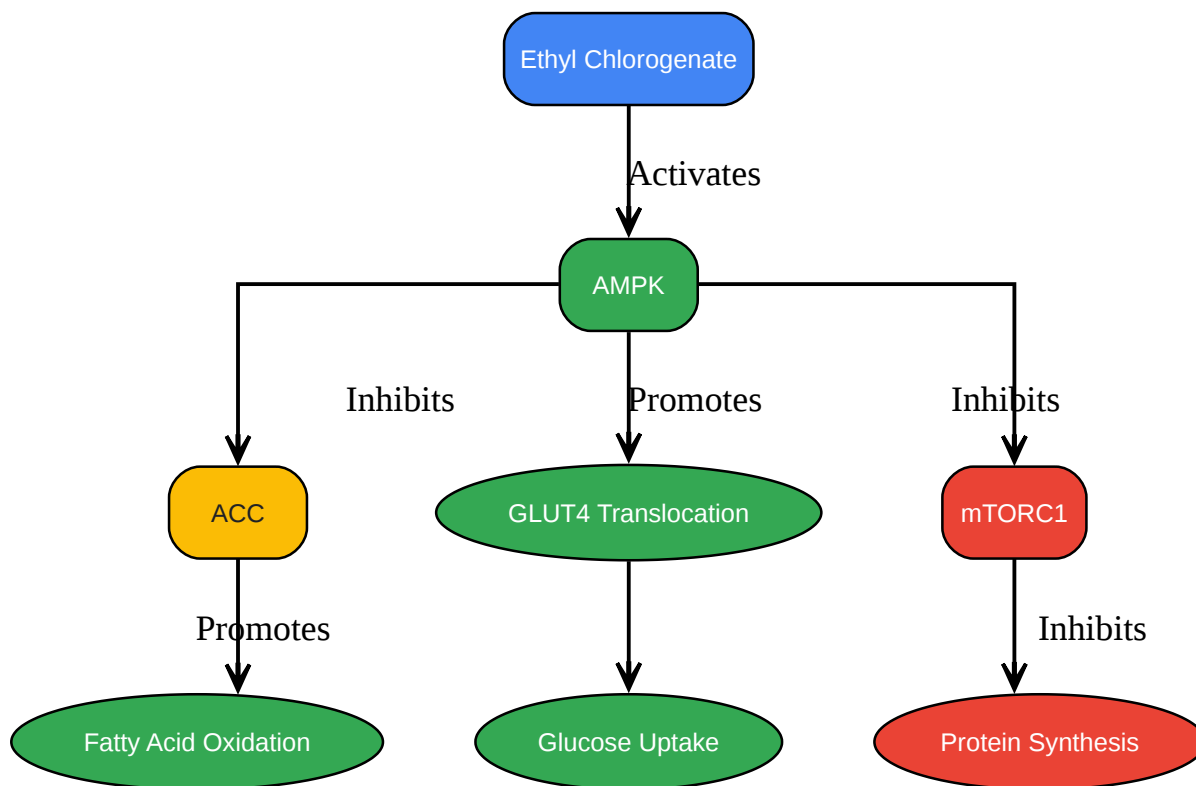 Ethyl Chlorogenate
Activates
AMPK
Inhibits
Promotes
Inhibits
ACC
GLUT4 Translocation
mTORC1
Promotes
Inhibits
Fatty Acid Oxidation
Glucose Uptake
Protein Synthesis